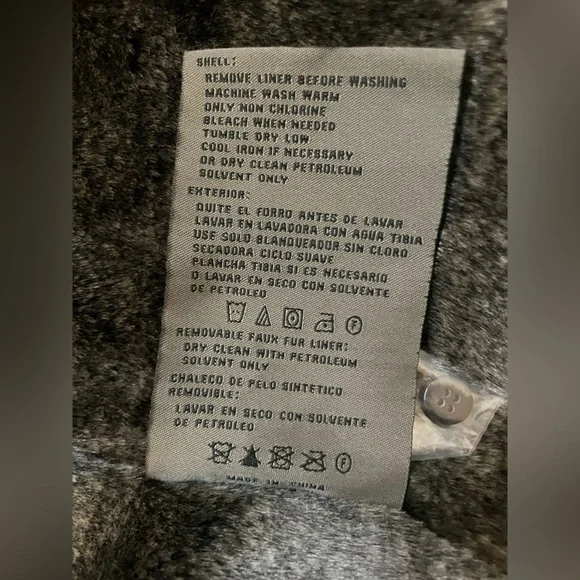 SHELL:
REMOVE LINER BEFORE WASHING
MACHINE WASH WARM
ONLY NON CHLORINE
BLEACH WHEN NEEDED
TUMBLE DRY LOW
COOL IRON IF NECESSARY
OR DRY CLEAN PETROLEUM
SOLVENT ONLY
EXTERIOR:
QUITE EL FORRO ANTES DE LAVAR
LAVAR EN LAVADORA CON AGUA TIBIA
USE SOLO BLANQUEADOR SIN CLORO
SECADORA CICLO SUAVE
PLANCHA TIBIA SI ES NECESARIO
O LAVAR EN SECO CON SOLVENTE
DE PETROLEO
F
REMOVABLE FAUX FUR LINER:
DRY CLEAN WITH PETROLEUM
SOLVENT ONLY
CHALECO DE PELO SINTETICO
REMOVIBLE:
LAVAR EN SECO CON SOLVENTE
DE PETROLEO
F
MADE IN CHINA